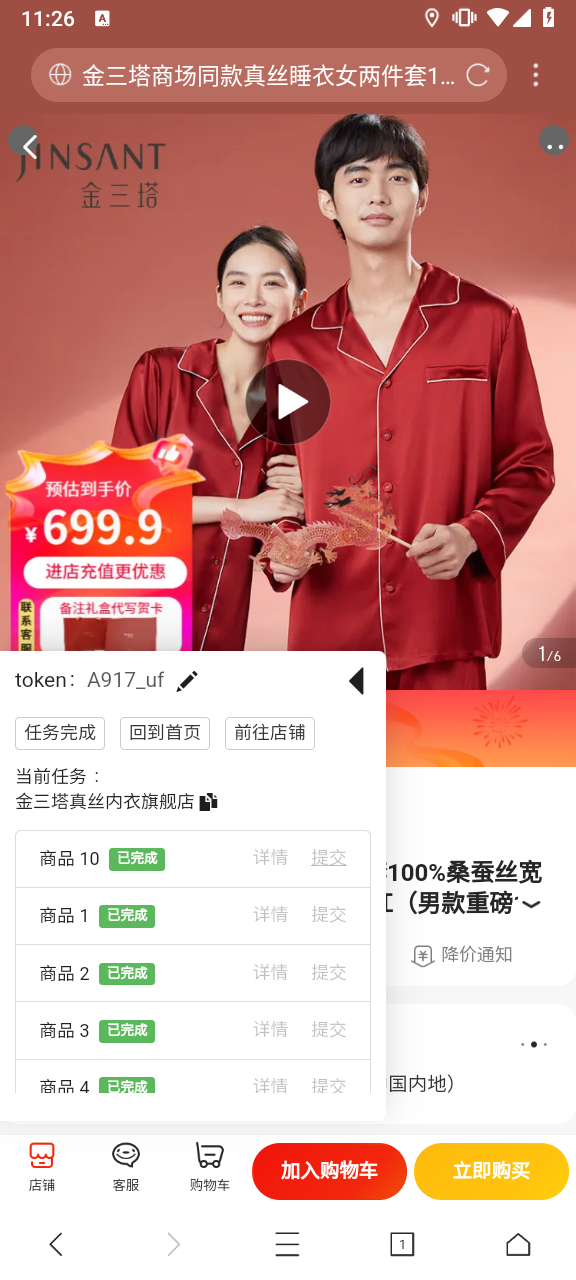 11:26
金三塔商场同款真丝睡衣女两件套1...
JINSANT
金三塔
预估到手价
¥699.9
进店充值更优惠
联系客服
备注礼盒代写贺卡
1/6
token: A917_uf
任务完成 回到首页 前往店铺
当前任务：
金三塔真丝内衣旗舰店
商品 10 已完成 详情 提交
商品 1 已完成 详情 提交
商品 2 已完成 详情 提交
商品 3 已完成 详情 提交
商品 4 已完成 详情 提交
100%桑蚕丝宽
（男款重磅
降价通知
国内地）
店铺 客服 购物车 加入购物车 立即购买
1